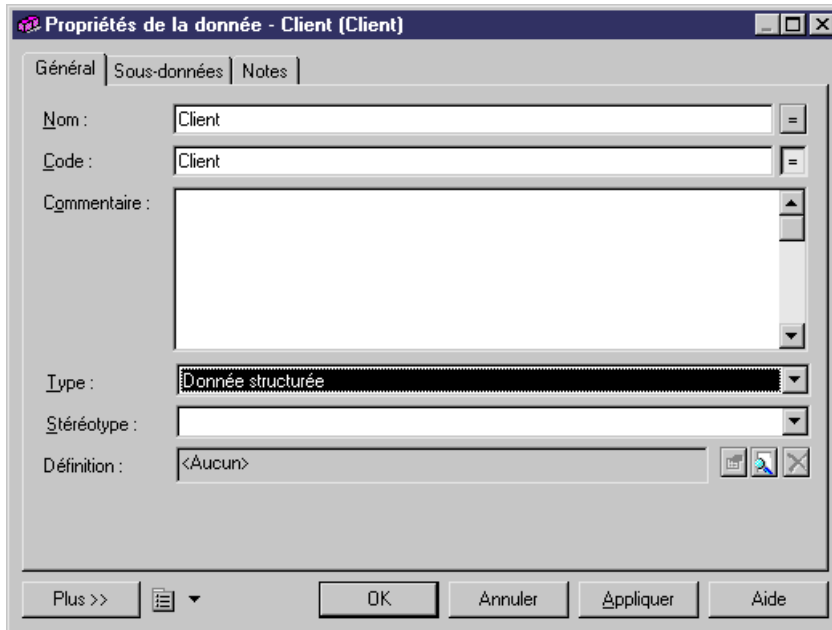 Propriétés de la donnée - Client (Client)
Général Sous-données Notes
Nom : Client =
Code : Client =
Commentaire :
Type : Donnée structurée
Stéréotype :
Définition : <Aucun>
Plus >> OK Annuler Appliquer Aide